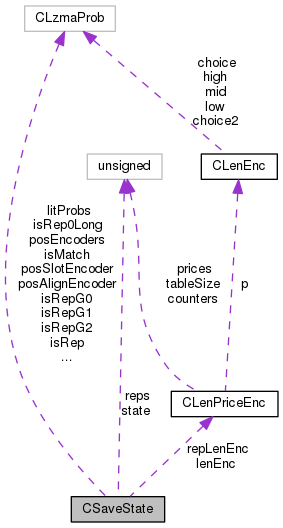 CLzmaProb
choice
high
mid
low
choice2
unsigned
CLenEnc
litProbs
isRep0Long
posEncoders
isMatch
posSlotEncoder
posAlignEncoder
isRepG0
isRepG1
isRepG2
isRep
...
prices
tableSize
counters
p
reps
state
CLenPriceEnc
repLenEnc
lenEnc
CSaveState